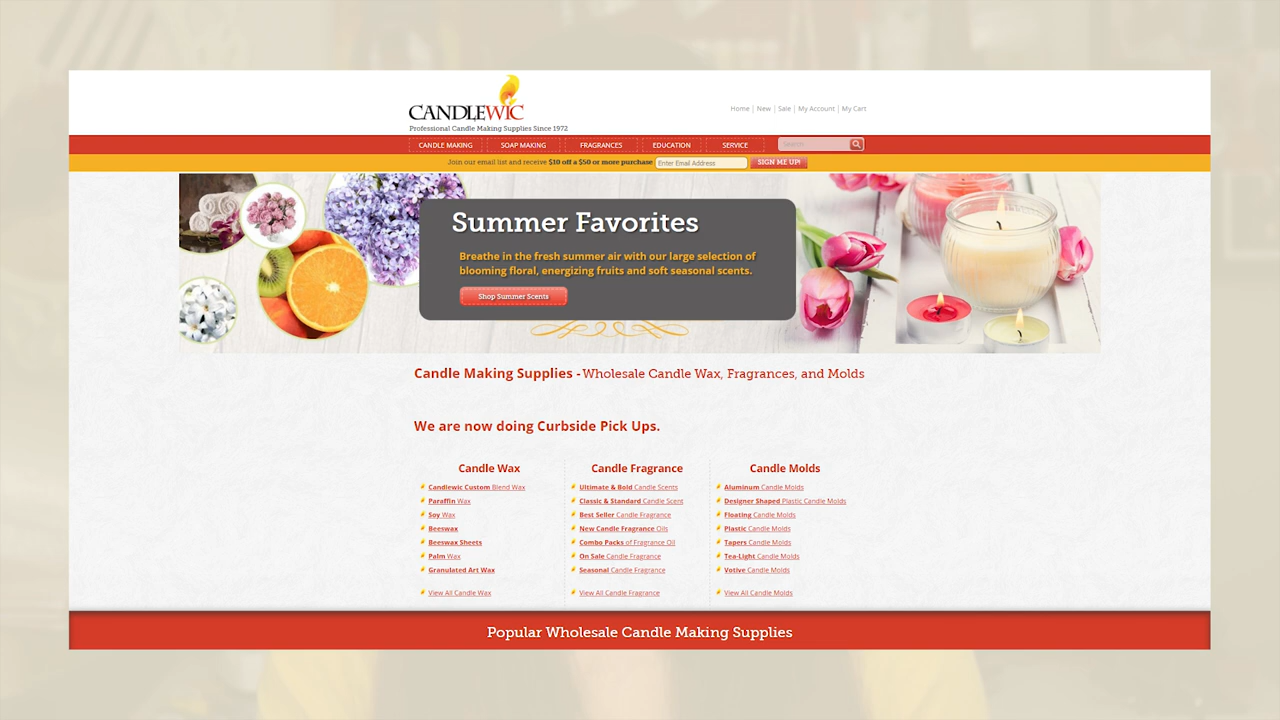 CANDLEWIC
Professional Candle Making Supplies Since 1972
Home | New | Sale | My Account | My Cart
CANDLE MAKING SOAP MAKING FRAGRANCES EDUCATION SERVICE Search
Join our email list and receive $10 off a $50 or more purchase Enter Email Address SIGN ME UP!
Summer Favorites
Breathe in the fresh summer air with our large selection of
blooming floral, energizing fruits and soft seasonal scents.
Shop Summer Scents
Candle Making Supplies - Wholesale Candle Wax, Fragrances, and Molds
We are now doing Curbside Pick Ups.
Candle Wax
Candlewic Custom Blend Wax
Paraffin Wax
Soy Wax
Beeswax
Beeswax Sheets
Palm Wax
Granulated Art Wax
View All Candle Wax
Candle Fragrance
Ultimate & Bold Candle Scents
Classic & Standard Candle Scent
Best Seller Candle Fragrance
New Candle Fragrance Oils
Combo Packs of Fragrance Oil
On Sale Candle Fragrance
Seasonal Candle Fragrance
View All Candle Fragrance
Candle Molds
Aluminum Candle Molds
Designer Shaped Plastic Candle Molds
Floating Candle Molds
Plastic Candle Molds
Tapers Candle Molds
Tea-Light Candle Molds
Votive Candle Molds
View All Candle Molds
Popular Wholesale Candle Making Supplies